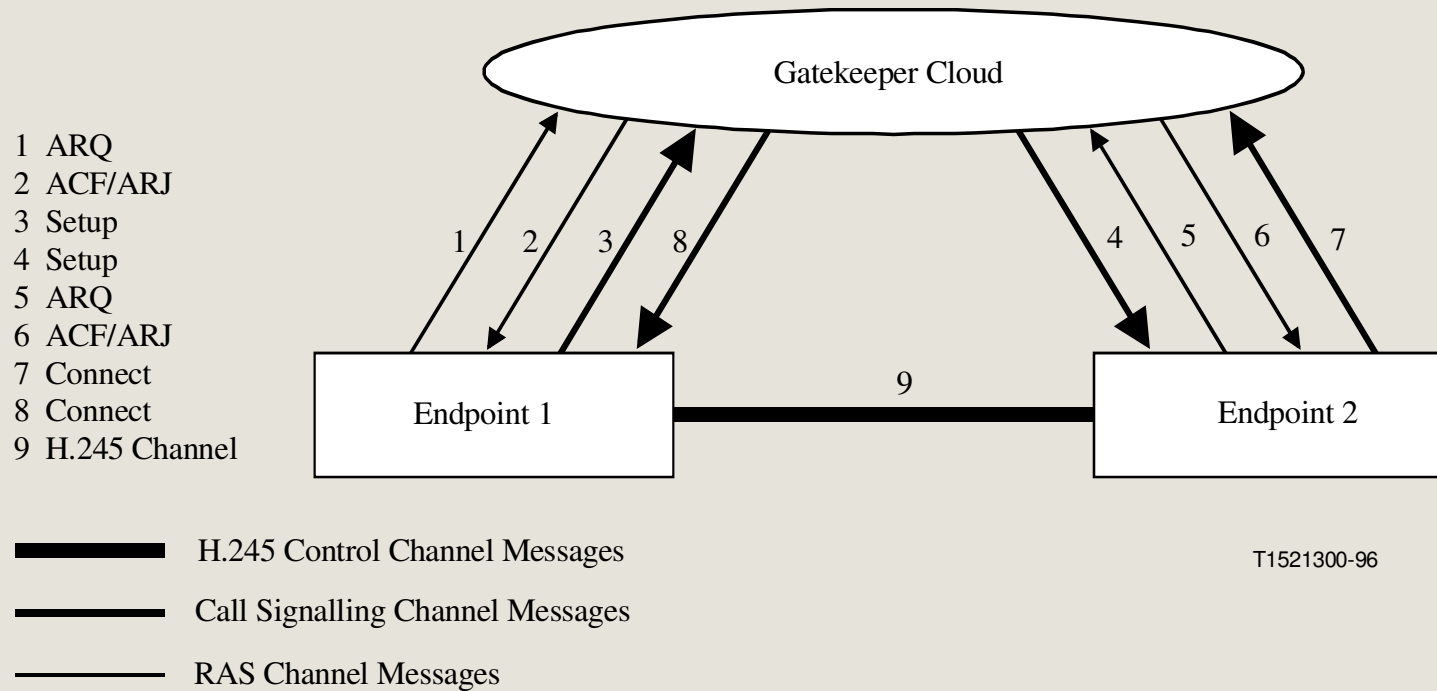 Gatekeeper Cloud
1 ARQ
2 ACF/ARJ
3 Setup
4 Setup
5 ARQ
6 ACF/ARJ
7 Connect
8 Connect
9 H.245 Channel
1
2
3
8
4
5
6
7
9
Endpoint 1
Endpoint 2
H.245 Control Channel Messages
T1521300-96
Call Signalling Channel Messages
RAS Channel Messages